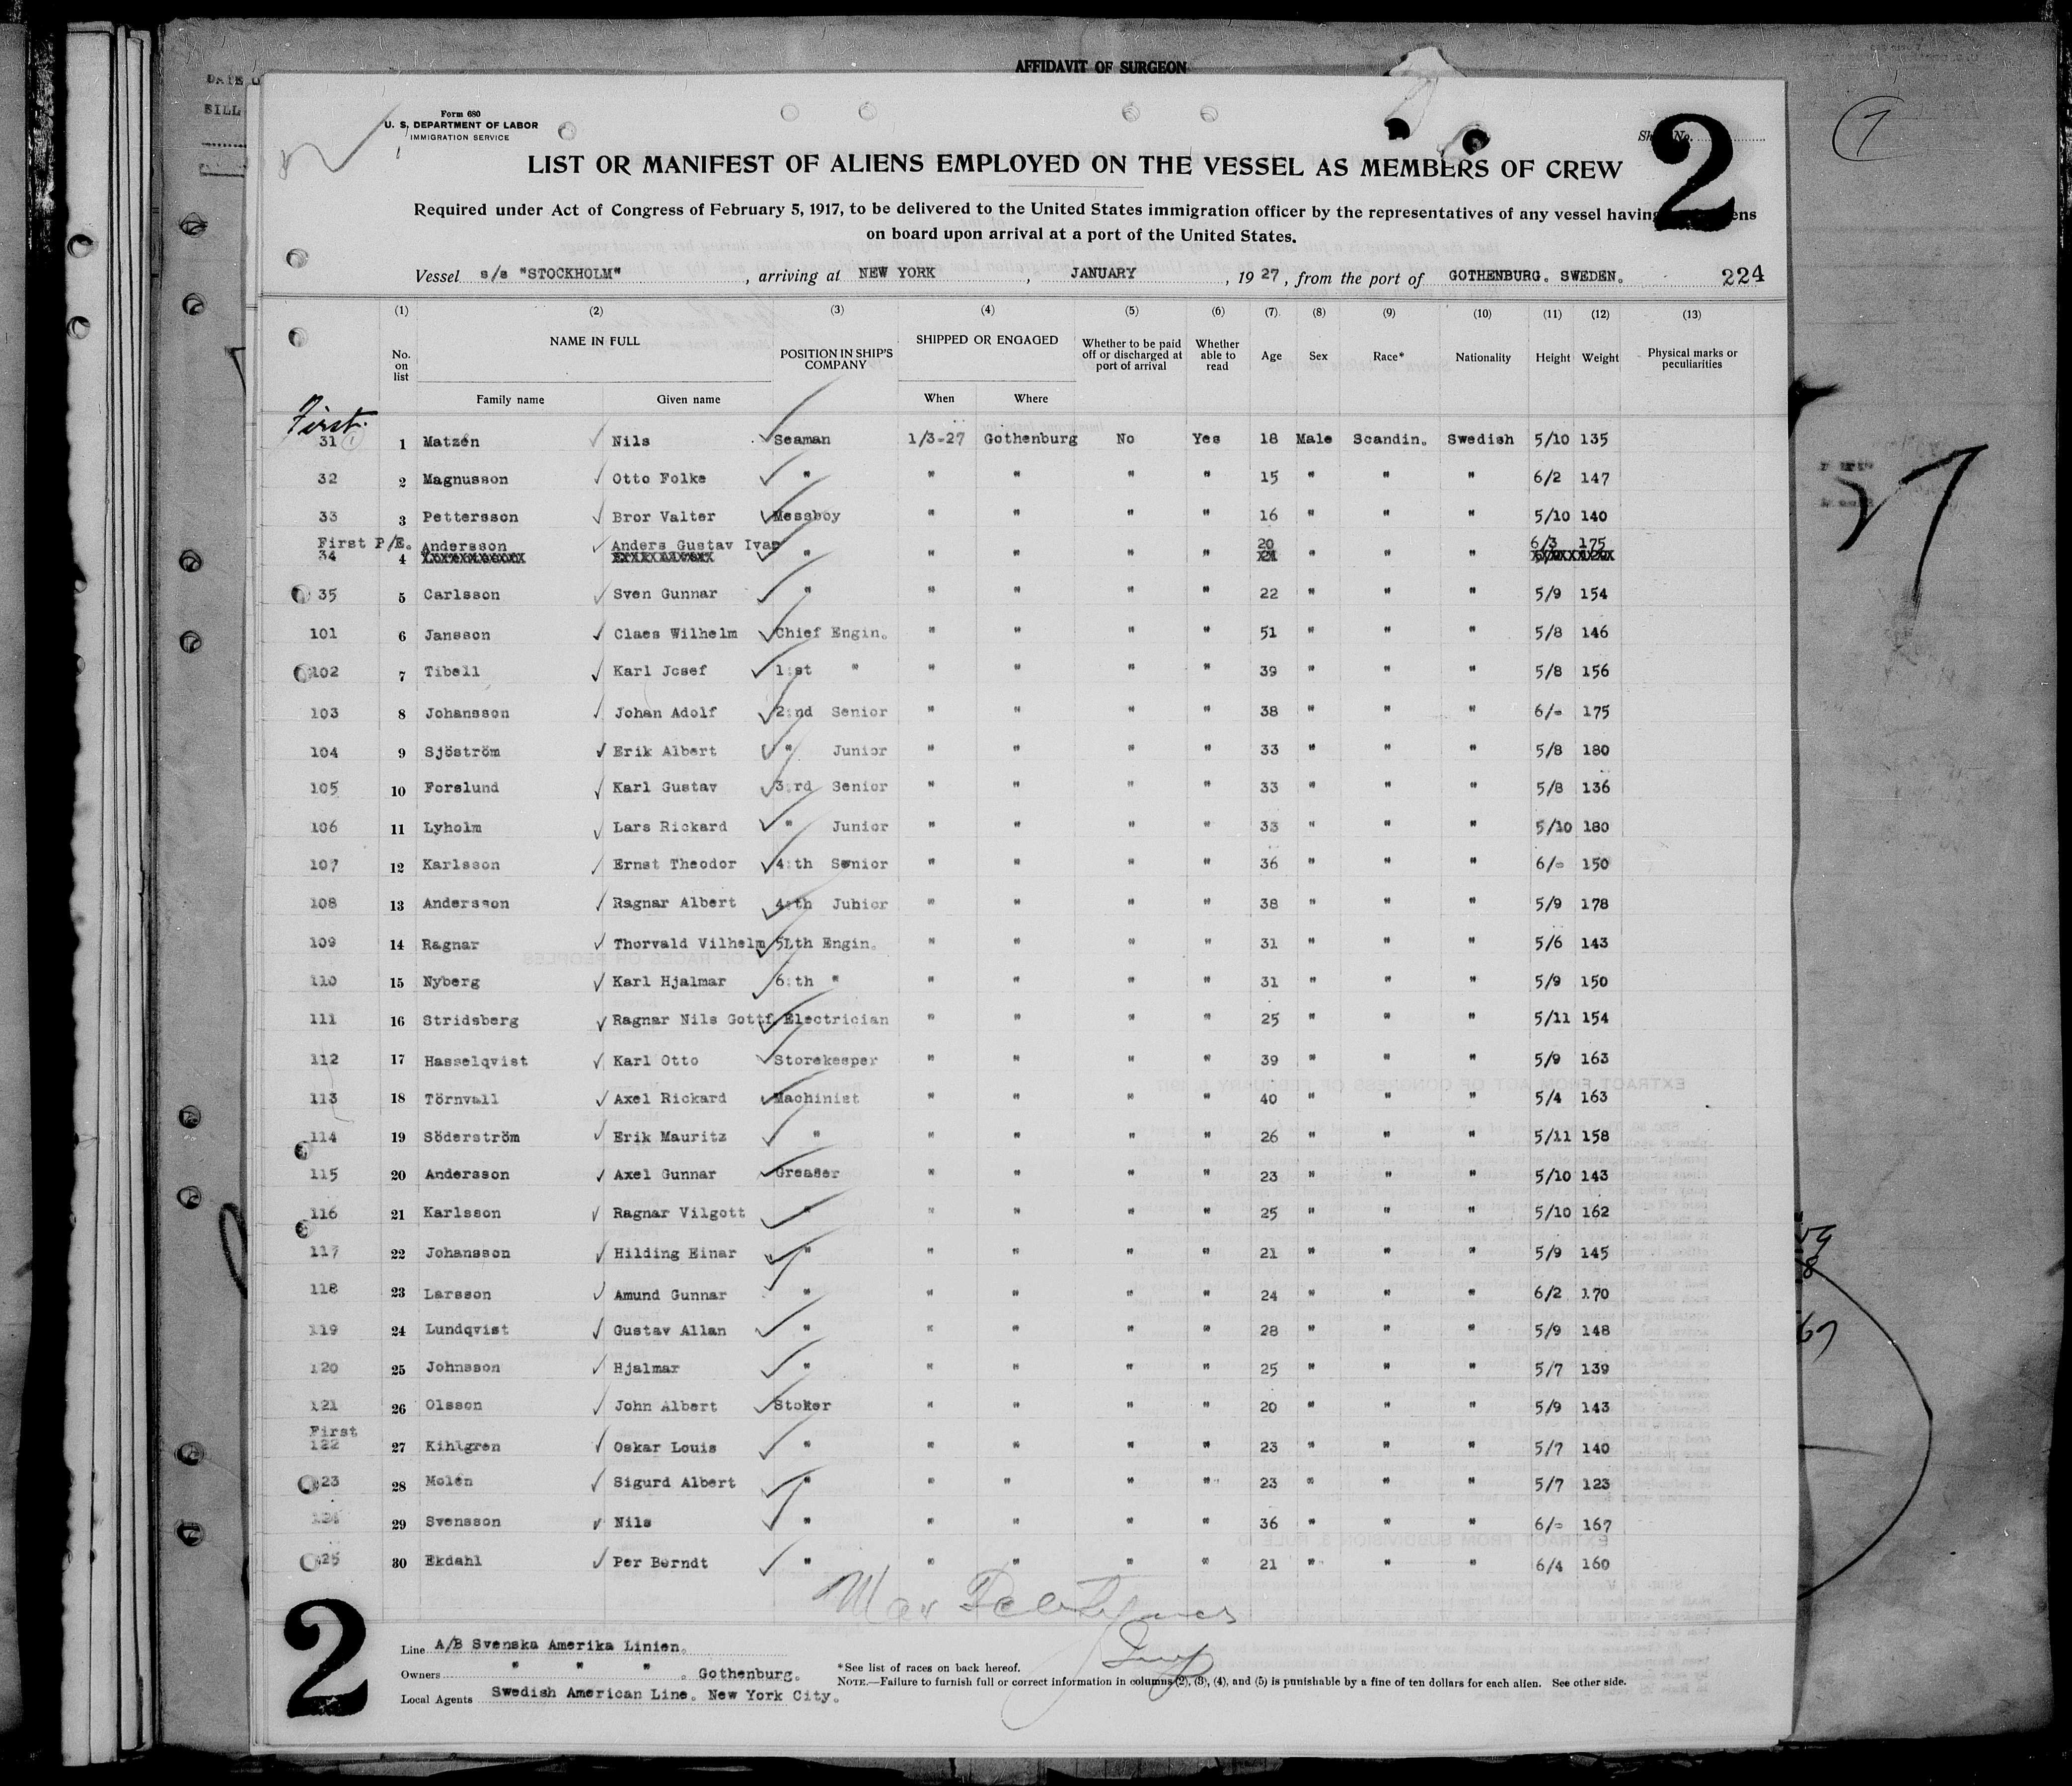 AFFIDAVIT OF SURGEON
Form 680
U. S. DEPARTMENT OF LABOR
IMMIGRATION SERVICE
2
LIST OR MANIFEST OF ALIENS EMPLOYED ON THE VESSEL AS MEMBERS OF CREW
Required under Act of Congress of February 5, 1917, to be delivered to the United States immigration officer by the representatives of any vessel having
on board upon arrival at a port of the United States.
Vessel s/s "STOCKHOLM", arriving at NEW YORK, JANUARY, 1927, from the port of GOTHENBURG. SWEDEN. 224
(1) (2) (3) (4) (5) (6) (7) (8) (9) (10) (11) (12) (13)
No. on list NAME IN FULL POSITION IN SHIP'S COMPANY SHIPPED OR ENGAGED Whether to be paid off or discharged at port of arrival Whether able to read Age Sex Race* Nationality Height Weight Physical marks or peculiarities
Family name Given name When Where
First.
31 1 Matzén Nils Seaman 1/3-27 Gothenburg No Yes 18 Male Scandin. Swedish 5/10 135
32 2 Magnusson Otto Folke " " " " " 15 " " " 6/2 147
33 3 Pettersson Bror Valter Messboy " " " " 16 " " " 5/10 140
First P/E. Andersson Anders Gustav Ivar 20 6/3 175
34 4 " " " " " " " "
35 5 Carlsson Sven Gunnar " " " " " 22 " " " 5/9 154
101 6 Jansson Claes Wilhelm Chief Engin. " " " " 51 " " " 5/8 146
102 7 Tibell Karl Josef 1:st " " " " " 39 " " " 5/8 156
103 8 Johansson Johan Adolf 2:nd Senior " " " " 38 " " " 6/- 175
104 9 Sjöström Erik Albert " Junior " " " " 33 " " " 5/8 180
105 10 Forslund Karl Gustav 3:rd Senior " " " " 33 " " " 5/8 136
106 11 Lyholm Lars Rickard " Junior " " " " 33 " " " 5/10 180
107 12 Karlsson Ernst Theodor 4:th Senior " " " " 36 " " " 6/- 150
108 13 Andersson Ragnar Albert 4:th Juhior " " " " 38 " " " 5/9 178
109 14 Ragnar Thorvald Vilhelm 5Lth Engin. " " " " 31 " " " 5/6 143
110 15 Nyberg Karl Hjalmar 6:th " " " " " 31 " " " 5/9 150
111 16 Stridsberg Ragnar Nils Gottf. Electrician " " " " 25 " " " 5/11 154
112 17 Hasselqvist Karl Otto Storekeeper " " " " 39 " " " 5/9 163
113 18 Törnvall Axel Rickard Machinist " " " " 40 " " " 5/4 163
114 19 Söderström Erik Mauritz " " " " " 26 " " " 5/11 158
115 20 Andersson Axel Gunnar Greaser " " " " 23 " " " 5/10 143
116 21 Karlsson Ragnar Vilgott " " " " " 25 " " " 5/10 162
117 22 Johansson Hilding Einar " " " " " 21 " " " 5/9 145
118 23 Larsson Amund Gunnar " " " " " 24 " " " 6/2 170
119 24 Lundqvist Gustav Allan " " " " " 28 " " " 5/9 148
120 25 Johnsson Hjalmar " " " " " 25 " " " 5/7 139
121 26 Olsson John Albert Stoker " " " " 20 " " " 5/9 143
First
122 27 Kihlgren Oskar Louis " " " " " 23 " " " 5/7 140
23 28 Molén Sigurd Albert " " " " " 23 " " " 5/7 123
29 Svensson Nils " " " " " 36 " " " 6/- 167
25 30 Ekdahl Per Berndt " " " " " 21 " " " 6/4 160
2
Line A/B Svenska Amerika Linien.
Owners " " " . Gothenburg.
Local Agents Swedish American Line. New York City.
*See list of races on back hereof.
NOTE.—Failure to furnish full or correct information in columns (2), (3), (4), and (5) is punishable by a fine of ten dollars for each alien. See other side.